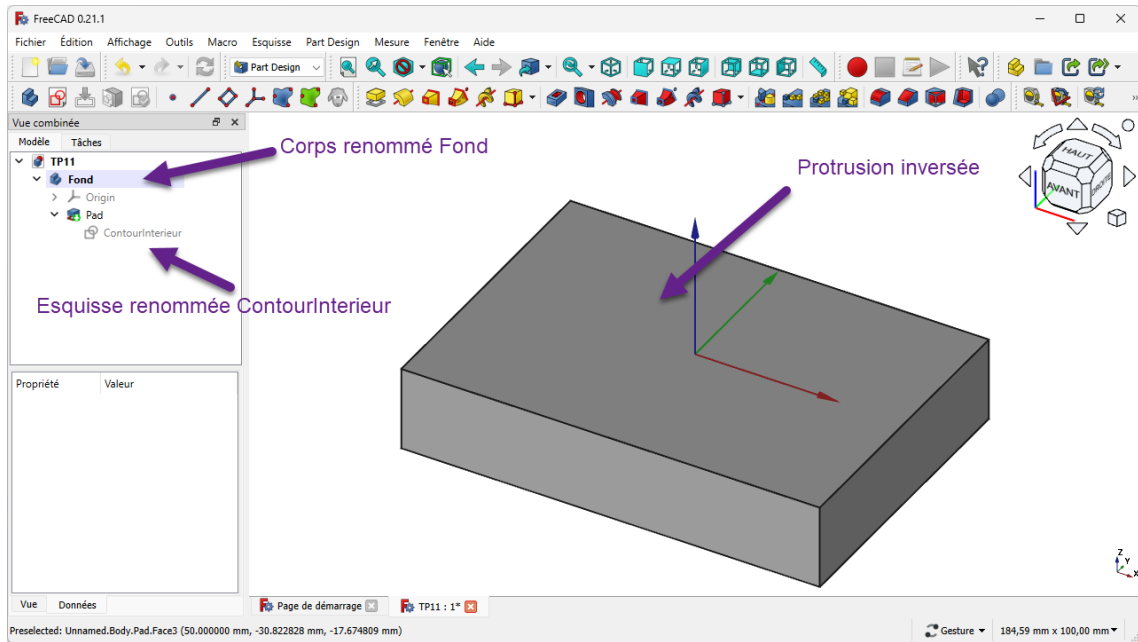 FreeCAD 0.21.1
Fichier Édition Affichage Outils Macro Esquisse Part Design Mesure Fenêtre Aide
Part Design
Vue combinée
Modèle Tâches
TP11
Fond
Origin
Pad
ContourInterieur
Corps renommé Fond
Protrusion inversée
Esquisse renommée ContourInterieur
HAUT
AVANT
DROITE
Propriété Valeur
Z
Y
X
Vue Données
Page de démarrage
TP11 : 1*
Preselected: Unnamed.Body.Pad.Face3 (50.000000 mm, -30.822828 mm, -17.674809 mm)
Gesture
184,59 mm x 100,00 mm